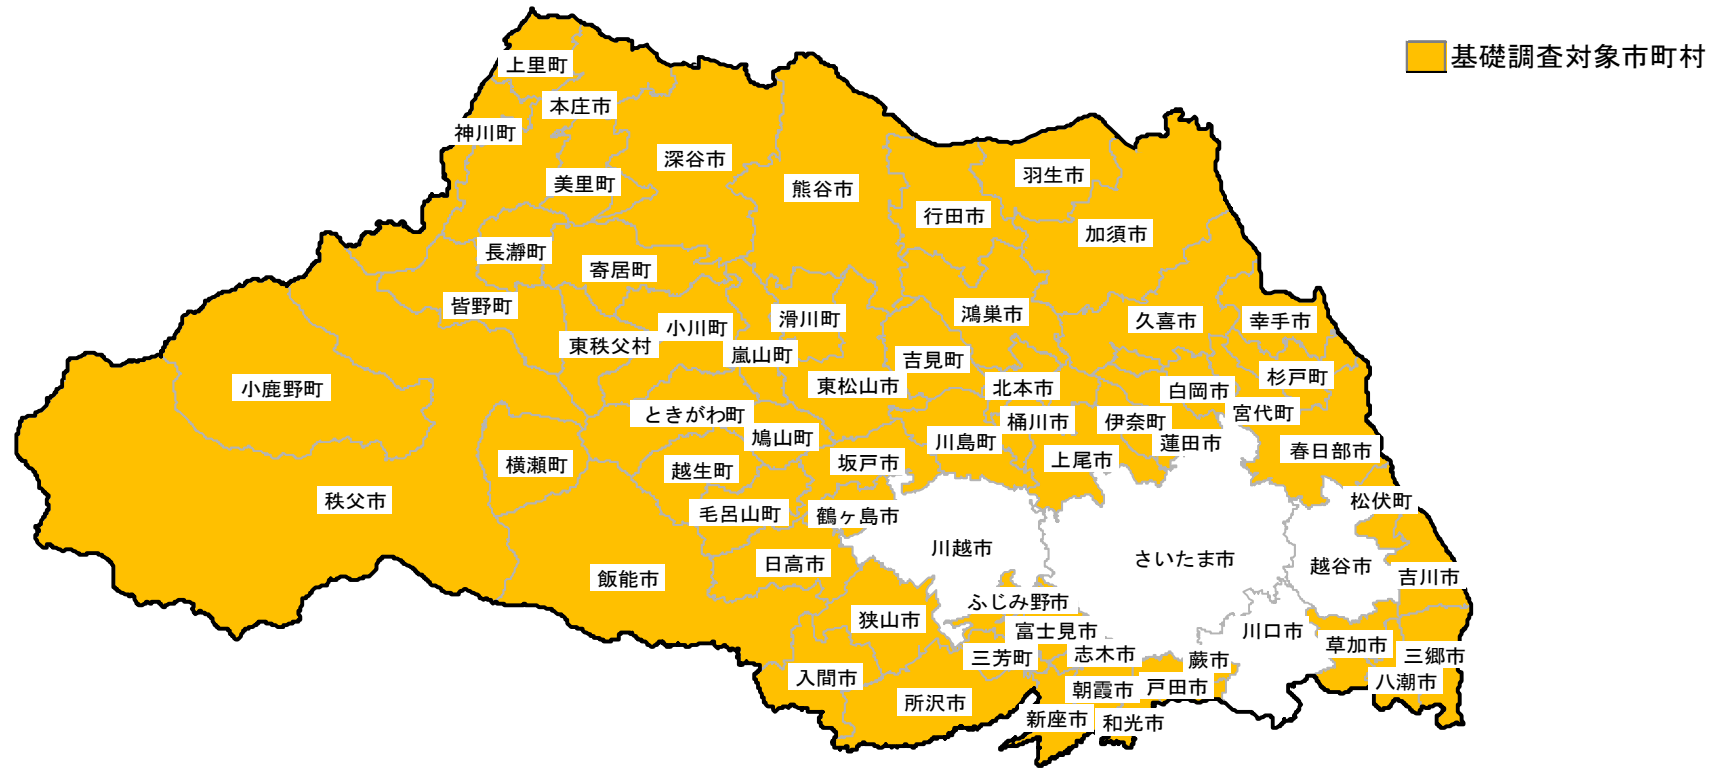 基礎調査対象市町村
上里町
本庄市
神川町
深谷市
美里町
熊谷市
羽生市
行田市
加須市
長瀞町
寄居町
皆野町
小川町
滑川町
鴻巣市
久喜市
幸手市
東秩父村
嵐山町
吉見町
小鹿野町
東松山市
北本市
白岡市
杉戸町
ときがわ町
鳩山町
川島町
桶川市
伊奈町
宮代町
蓮田市
春日部市
横瀬町
越生町
坂戸市
上尾市
秩父市
毛呂山町
鶴ヶ島市
松伏町
川越市
さいたま市
越谷市
飯能市
日高市
吉川市
ふじみ野市
狭山市
富士見市
川口市
草加市
三芳町
志木市
蕨市
三郷市
入間市
所沢市
朝霞市
戸田市
八潮市
新座市
和光市